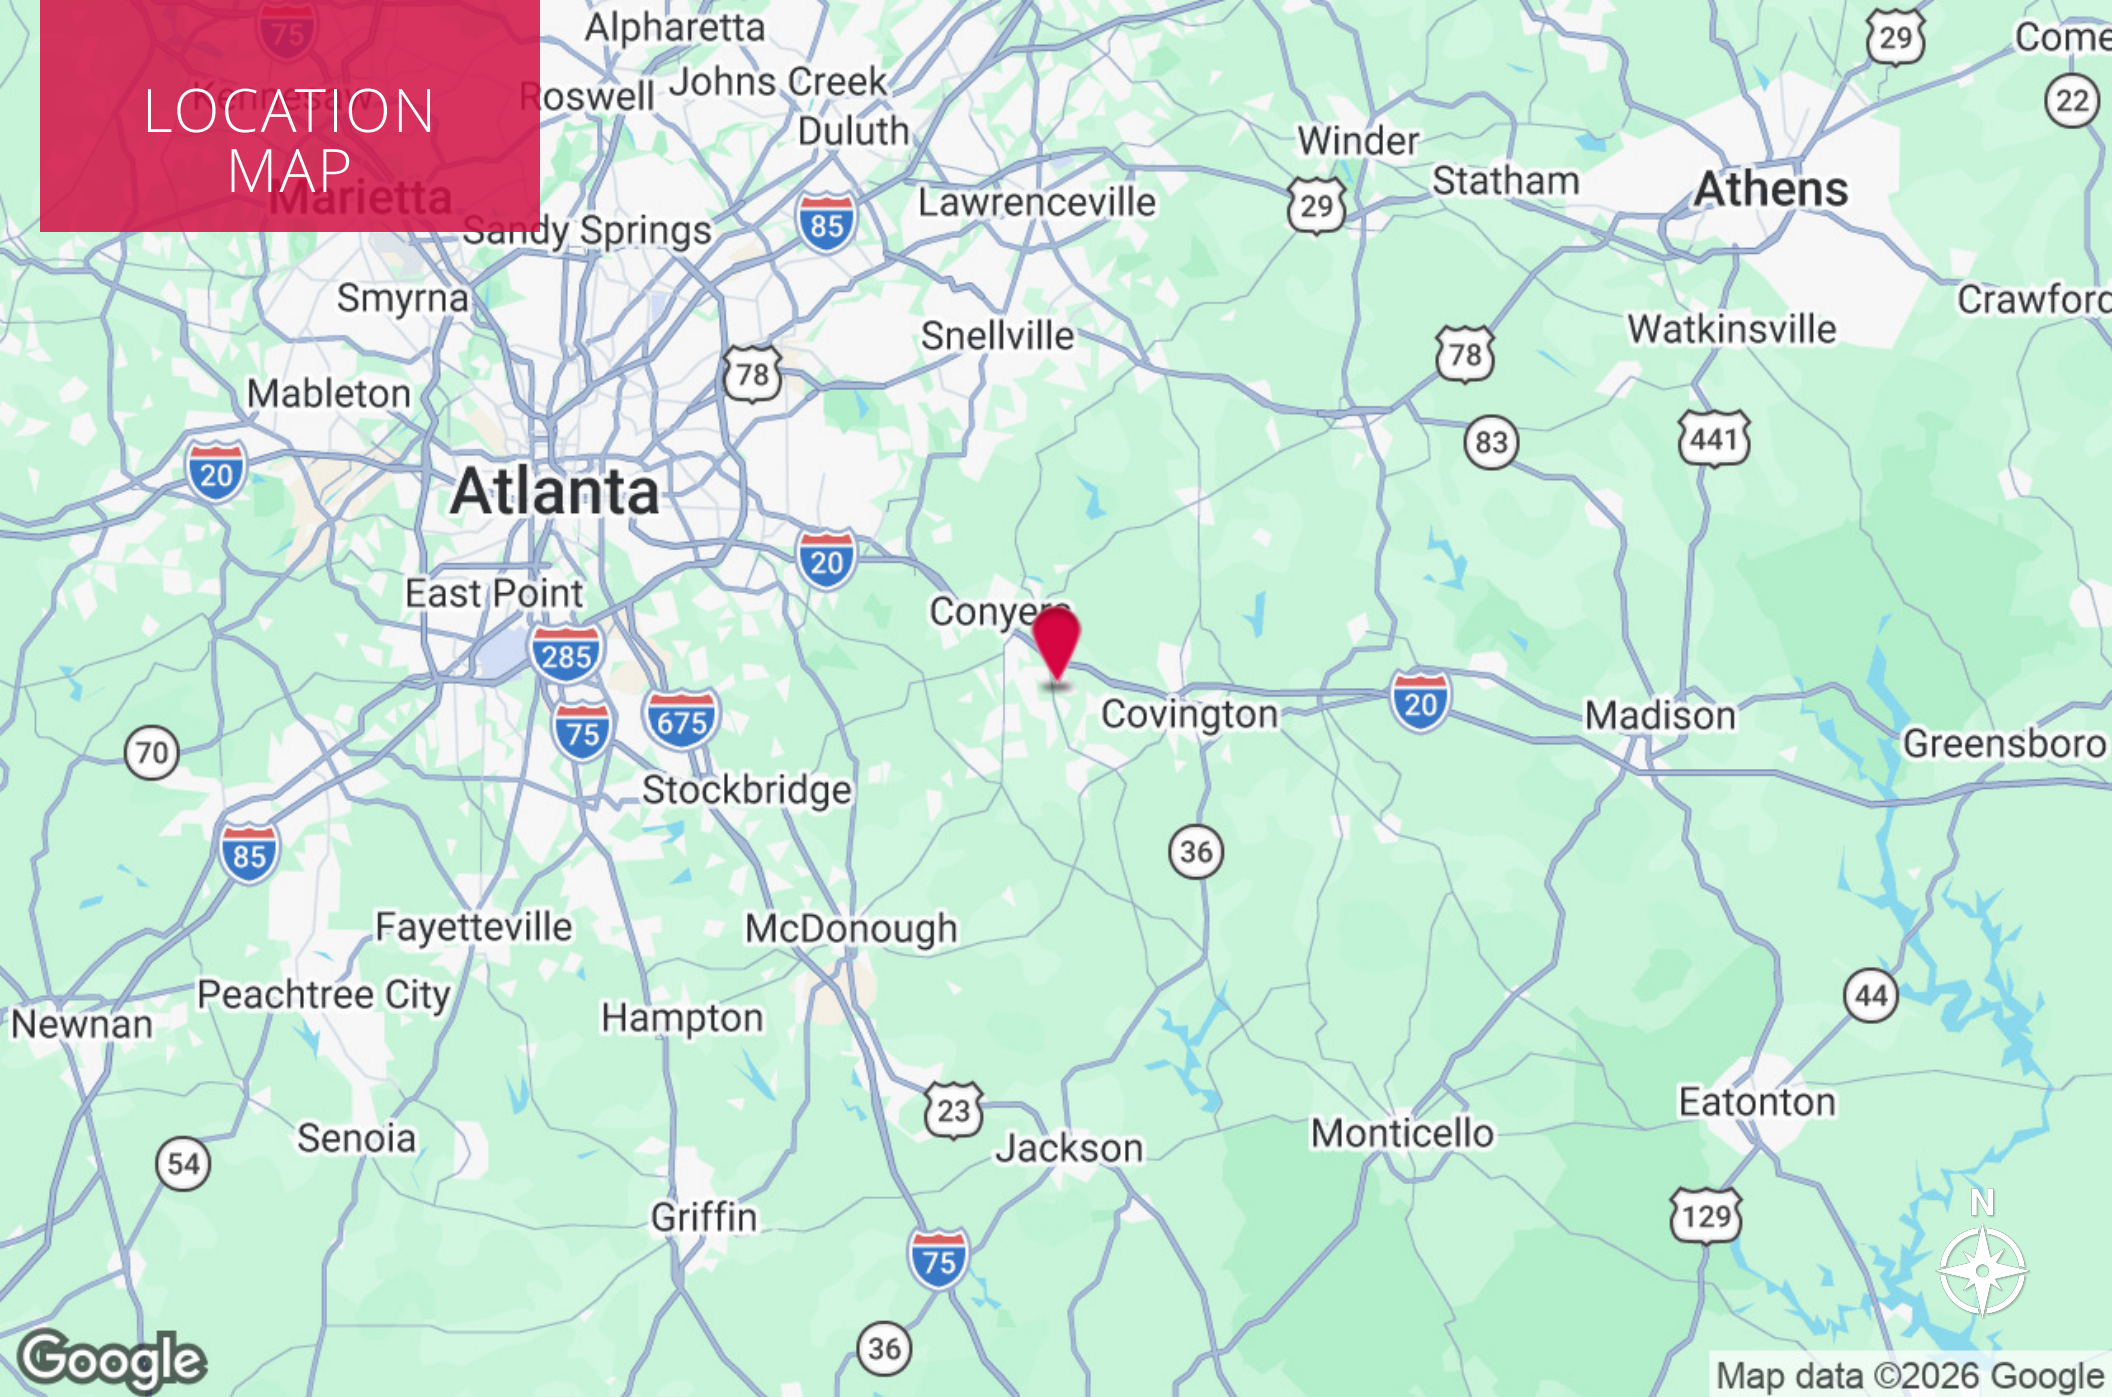 75
Alpharetta
29
Come
Kennesaw
LOCATION
MAP
Roswell
Johns Creek
22
Duluth
Winder
Statham
Athens
Marietta
85
Lawrenceville
29
Sandy Springs
Smyrna
Crawford
Snellville
Watkinsville
78
78
Mableton
83
441
20
Atlanta
20
East Point
Conyers
285
675
20
75
Covington
Madison
70
Greensboro
Stockbridge
85
36
Fayetteville
McDonough
Peachtree City
44
Newnan
Hampton
Eatonton
23
Senoia
Jackson
Monticello
54
Griffin
129
N
75
36
Google
Map data ©2026 Google